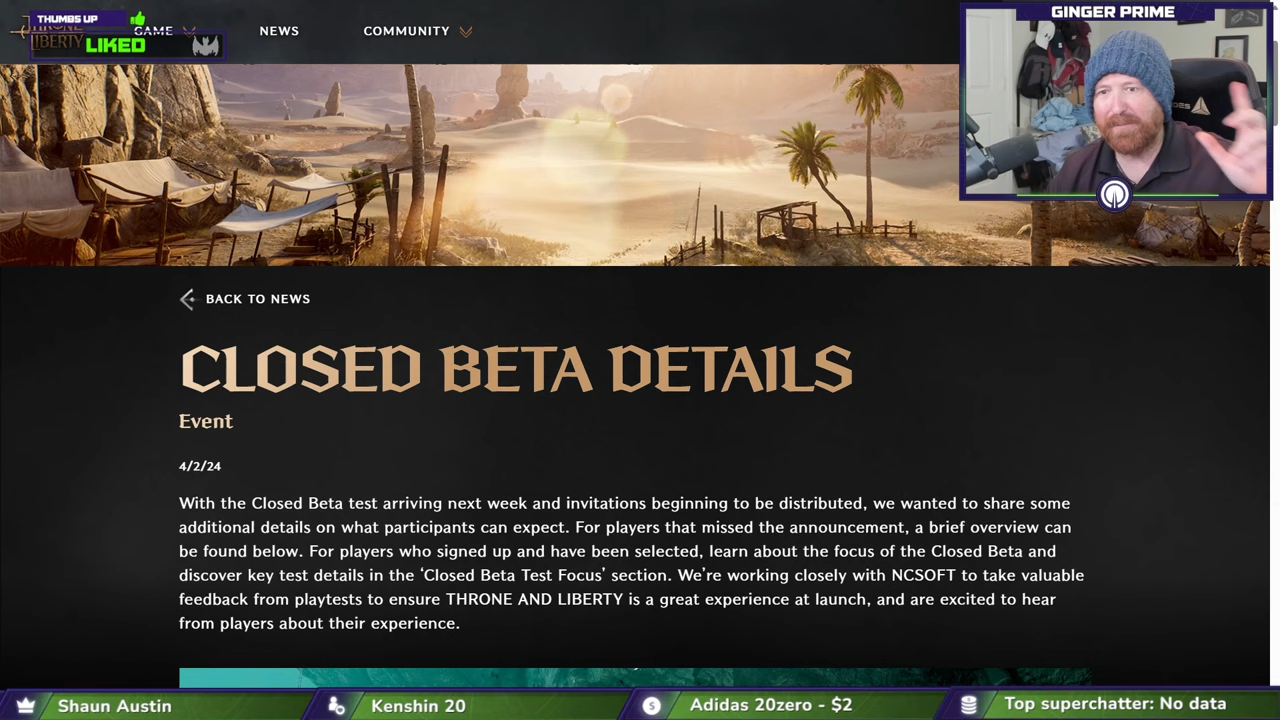 THUMBS UP
LIKED
THRONE
LIBERTY
GAME
NEWS
COMMUNITY
GINGER PRIME
BACK TO NEWS
CLOSED BETA DETAILS
Event
4/2/24
With the Closed Beta test arriving next week and invitations beginning to be distributed, we wanted to share some
additional details on what participants can expect. For players that missed the announcement, a brief overview can
be found below. For players who signed up and have been selected, learn about the focus of the Closed Beta and
discover key test details in the ‘Closed Beta Test Focus’ section. We’re working closely with NCSOFT to take valuable
feedback from playtests to ensure THRONE AND LIBERTY is a great experience at launch, and are excited to hear
from players about their experience.
Shaun Austin
Kenshin 20
Adidas 20zero - $2
Top superchatter: No data